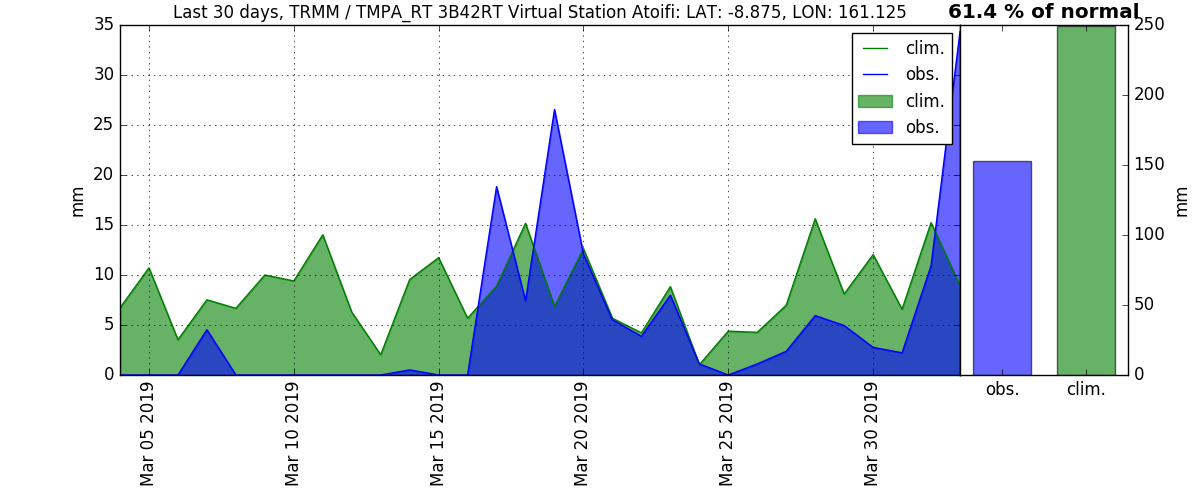 Last 30 days, TRMM / TMPA_RT 3B42RT Virtual Station Atoifi: LAT: -8.875, LON: 161.125
61.4 % of normal
35
30
25
20
15
10
5
0
mm
clim.
obs.
clim.
obs.
250
200
150
100
50
0
mm
Mar 05 2019
Mar 10 2019
Mar 15 2019
Mar 20 2019
Mar 25 2019
Mar 30 2019
obs.
clim.